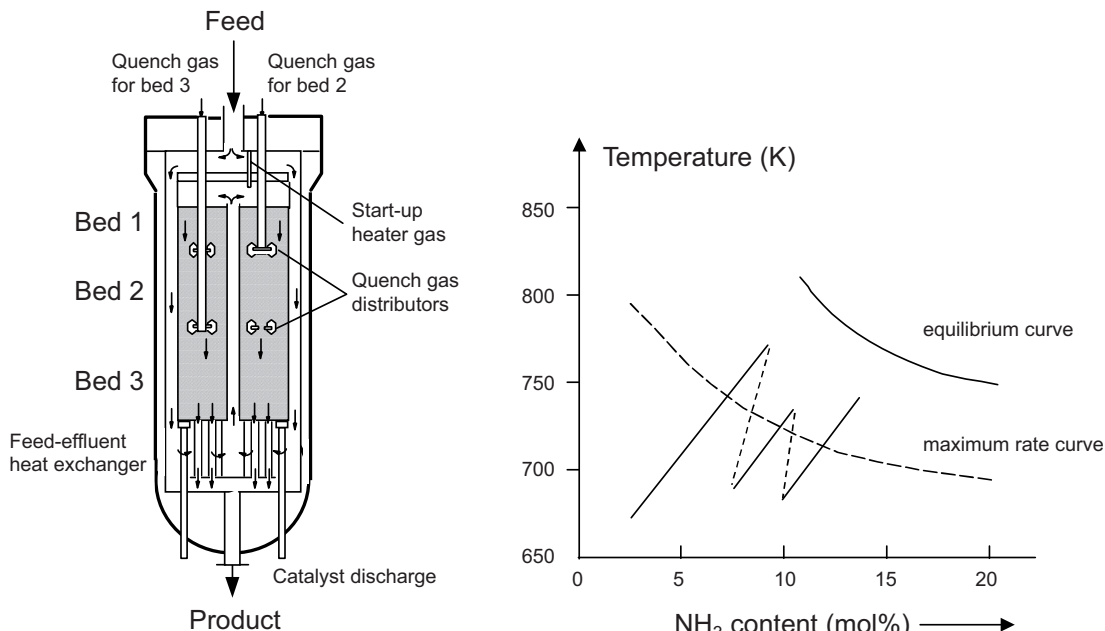 Feed
Quench gas
for bed 3
Quench gas
for bed 2
Bed 1
Bed 2
Bed 3
Start-up
heater gas
Quench gas
distributors
Feed-effluent
heat exchanger
Catalyst discharge
Product
Temperature (K)
850
800
750
700
650
equilibrium curve
maximum rate curve
0
5
10
15
20
NH3 content (mol%)